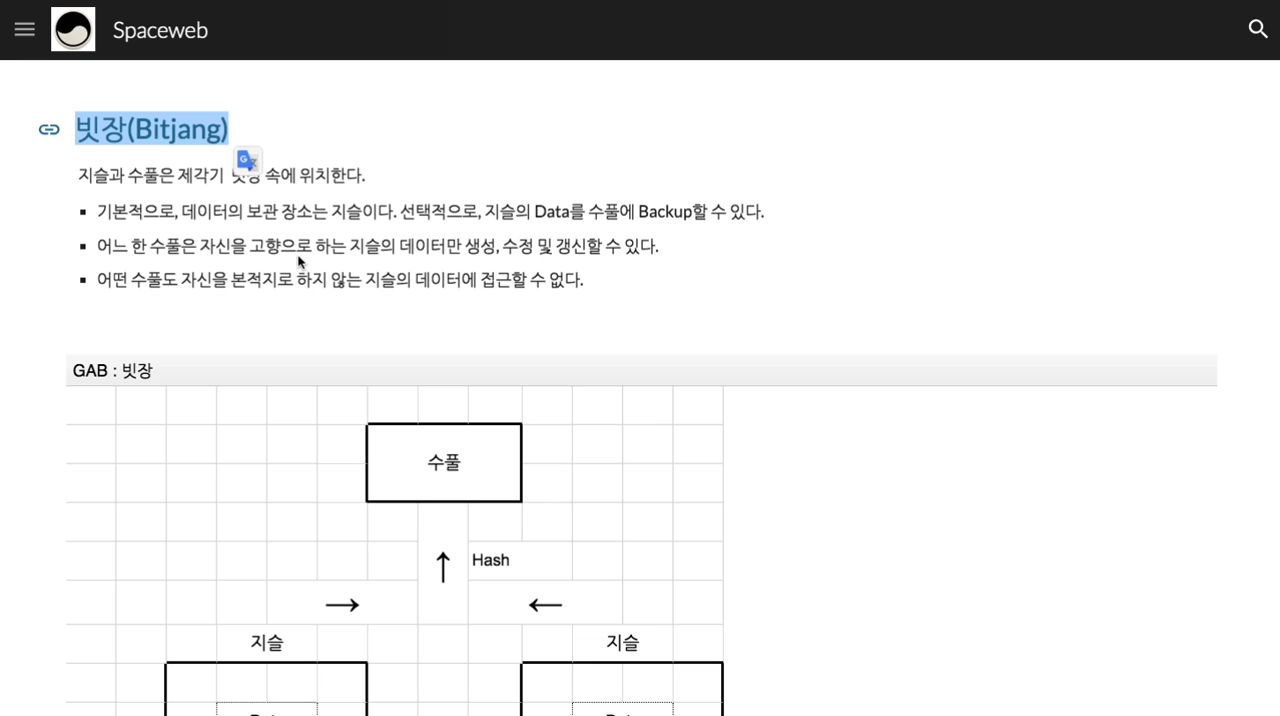 Spaceweb
빗장(Bitjang)
지슬과 수풀은 제각기 속에 위치한다.
기본적으로, 데이터의 보관 장소는 지슬이다. 선택적으로, 지슬의 Data를 수풀에 Backup할 수 있다.
어느 한 수풀은 자신을 고향으로 하는 지슬의 데이터만 생성, 수정 및 갱신할 수 있다.
어떤 수풀도 자신을 본적지로 하지 않는 지슬의 데이터에 접근할 수 없다.
GAB : 빗장
수풀
↑ Hash
→ ←
지슬 지슬